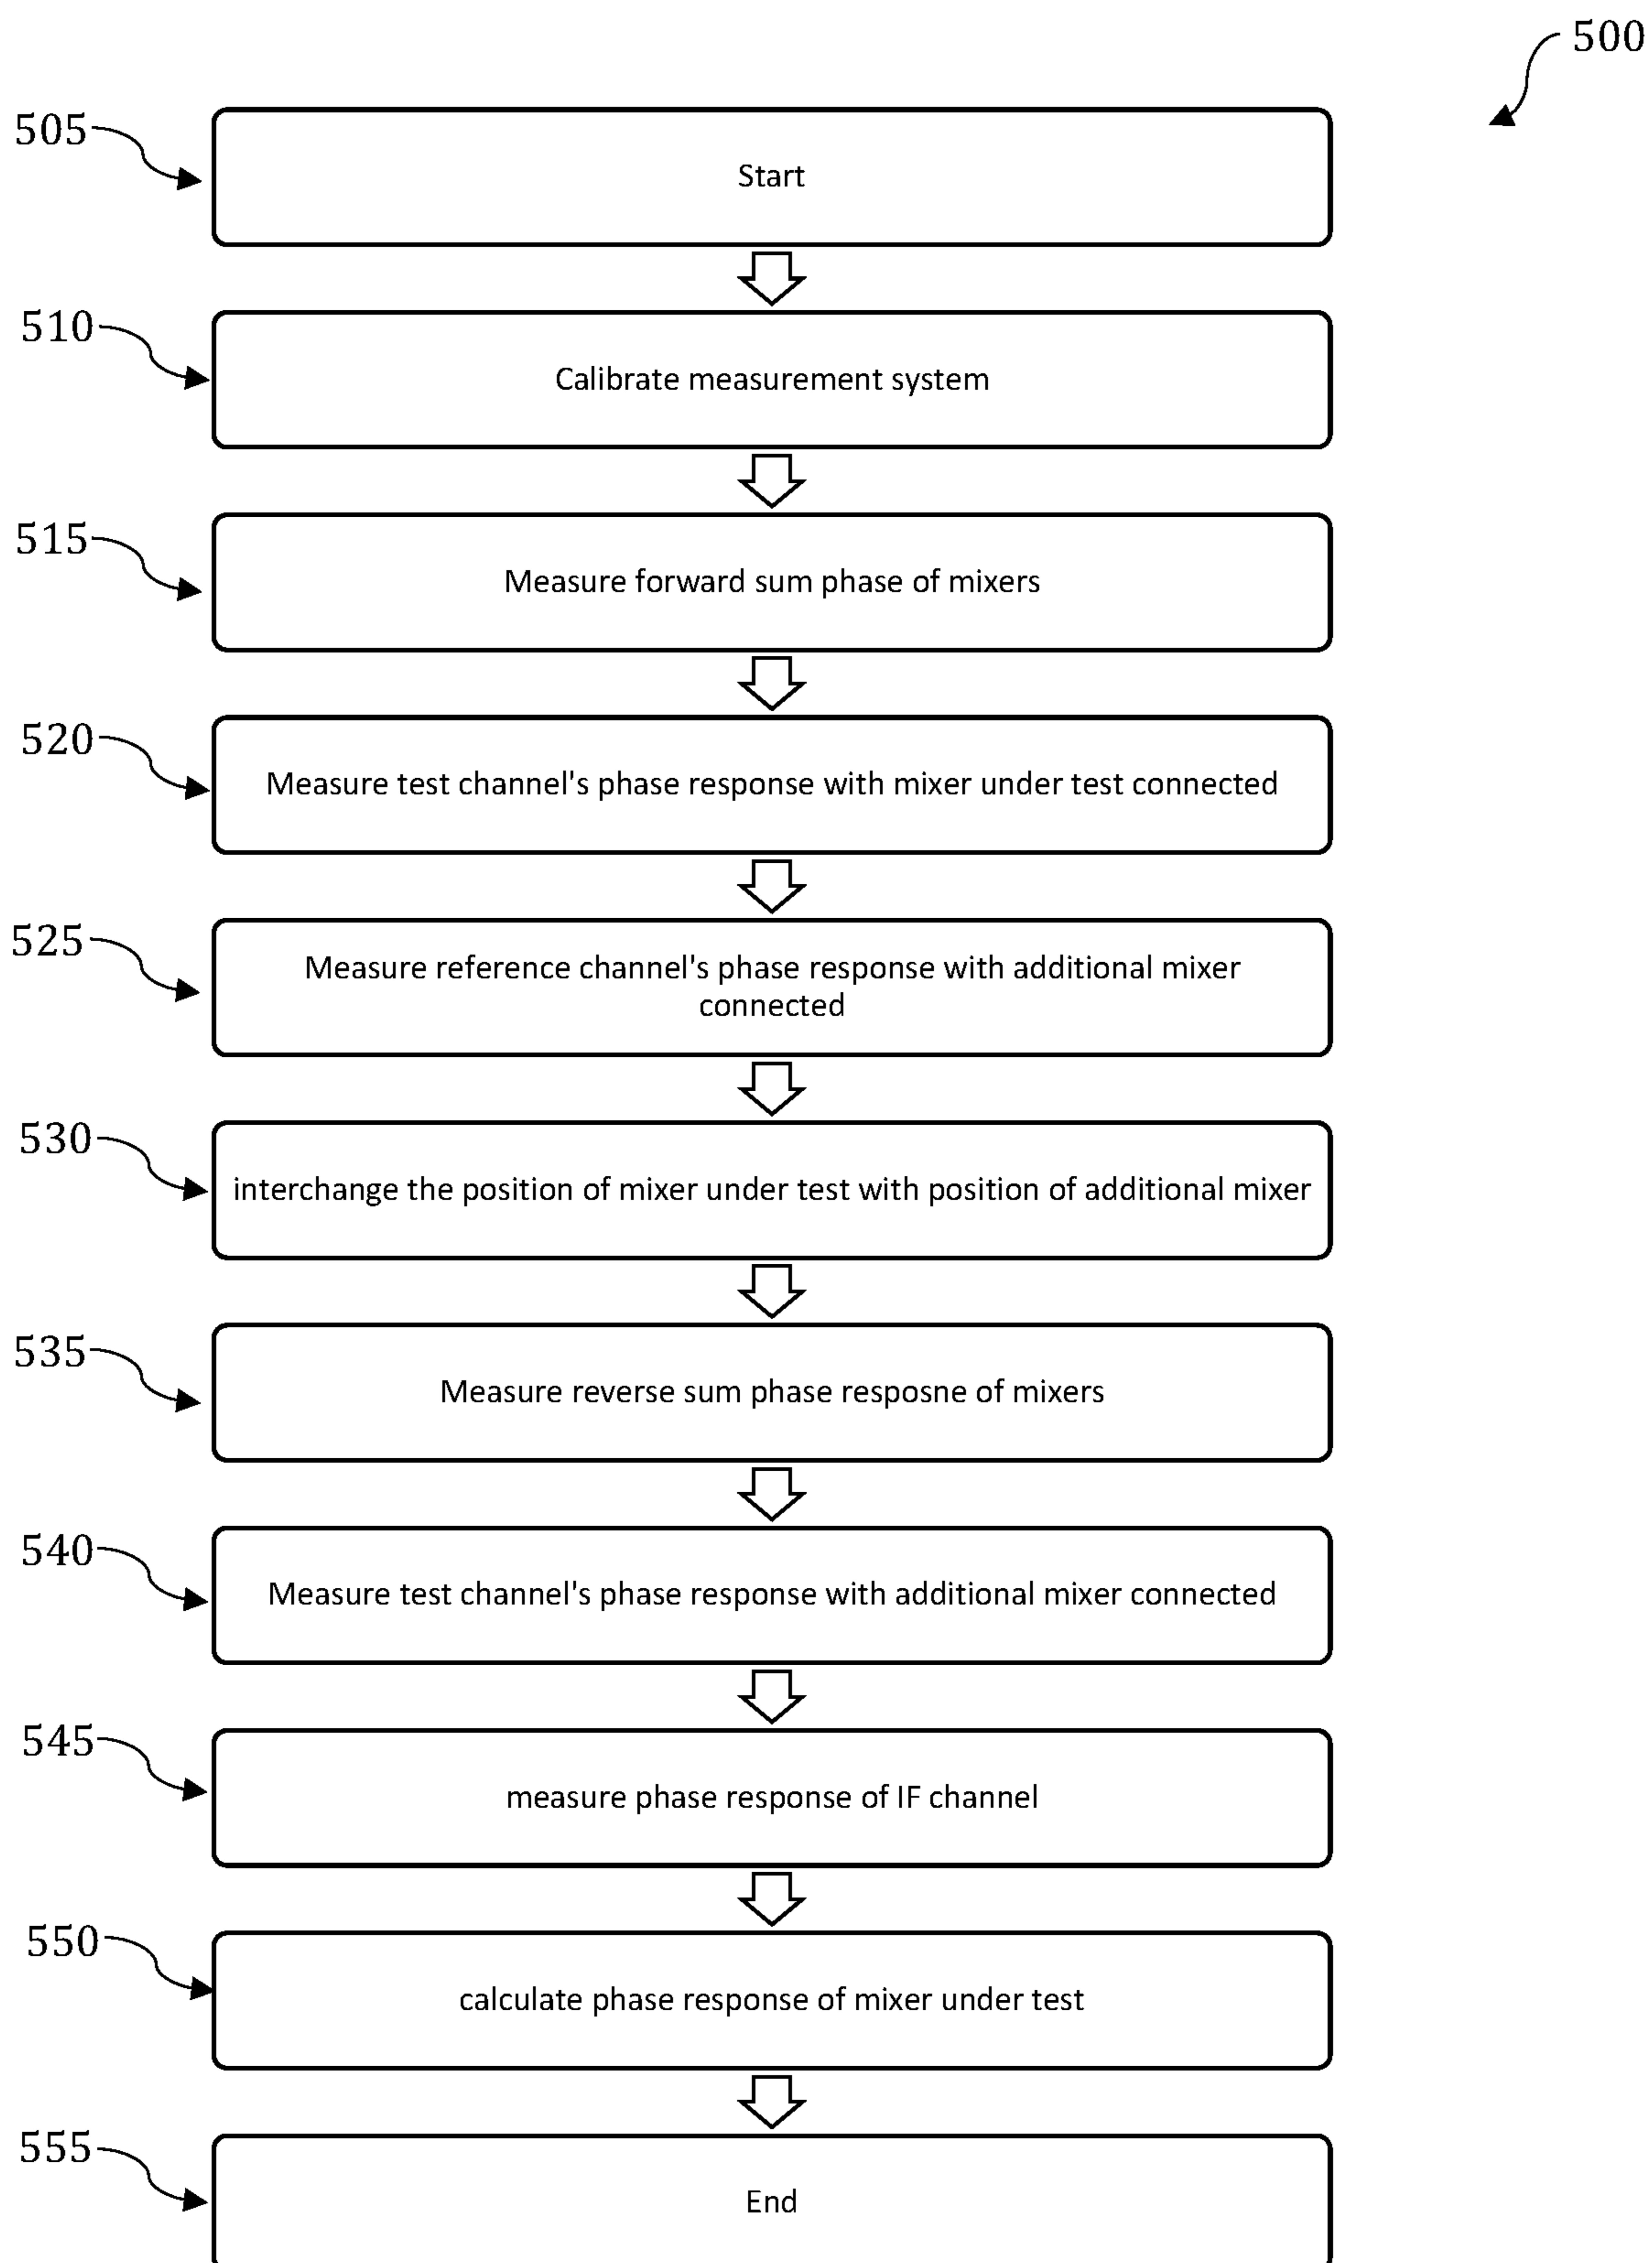 500
505
Start
510
Calibrate measurement system
515
Measure forward sum phase of mixers
520
Measure test channel's phase response with mixer under test connected
525
Measure reference channel's phase response with additional mixer
connected
530
interchange the position of mixer under test with position of additional mixer
535
Measure reverse sum phase resposne of mixers
540
Measure test channel's phase response with additional mixer connected
545
measure phase response of IF channel
550
calculate phase response of mixer under test
555
End